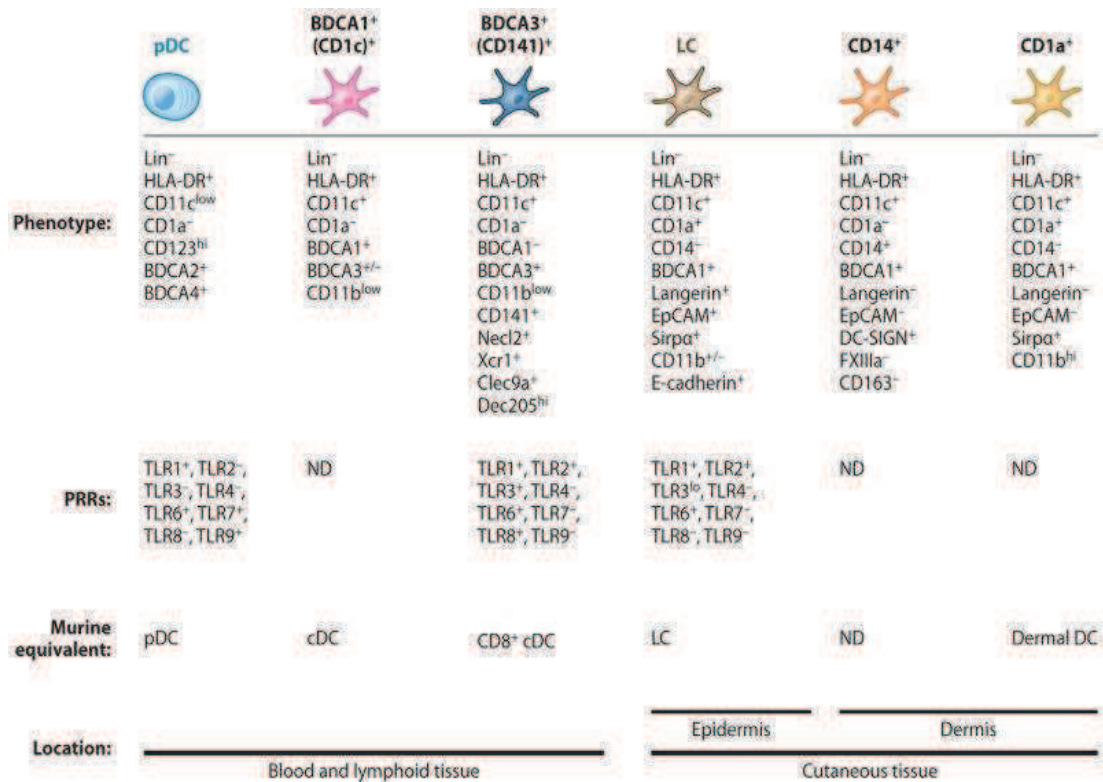 pDC
BDCA1⁺
(CD1c)⁺
BDCA3⁺
(CD141)⁺
LC
CD14⁺
CD1a⁺
Phenotype:
Lin⁻
HLA-DR⁺
CD11cˡᵒʷ
CD1a⁻
CD123ʰⁱ
BDCA2⁺
BDCA4⁺
Lin⁻
HLA-DR⁺
CD11c⁺
CD1a⁻
BDCA1⁺
BDCA3⁺/⁻
CD11bˡᵒʷ
Lin⁻
HLA-DR⁺
CD11c⁺
CD1a⁻
BDCA1⁻
BDCA3⁺
CD11bˡᵒʷ
CD141⁺
Necl2⁺
Xcr1⁺
Clec9a⁺
Dec205ʰⁱ
Lin⁻
HLA-DR⁺
CD11c⁺
CD1a⁺
CD14⁻
BDCA1⁺
Langerin⁺
EpCAM⁺
Sirpα⁺
CD11b⁺/⁻
E-cadherin⁺
Lin⁻
HLA-DR⁺
CD11c⁺
CD1a⁻
CD14⁺
BDCA1⁺
Langerin⁻
EpCAM⁻
DC-SIGN⁺
FXIIIa⁻
CD163⁻
Lin⁻
HLA-DR⁺
CD11c⁺
CD1a⁺
CD14⁻
BDCA1⁺
Langerin⁻
EpCAM⁻
Sirpα⁺
CD11bʰⁱ
PRRs:
TLR1⁺, TLR2⁻,
TLR3⁻, TLR4⁻,
TLR6⁺, TLR7⁺,
TLR8⁻, TLR9⁺
ND
TLR1⁺, TLR2⁺,
TLR3⁺, TLR4⁻,
TLR6⁺, TLR7⁻,
TLR8⁺, TLR9⁻
TLR1⁺, TLR2⁺,
TLR3ˡᵒ, TLR4⁻,
TLR6⁺, TLR7⁻,
TLR8⁻, TLR9⁻
ND
ND
Murine
equivalent:
pDC
cDC
CD8⁺ cDC
LC
ND
Dermal DC
Location:
Epidermis
Dermis
Blood and lymphoid tissue
Cutaneous tissue